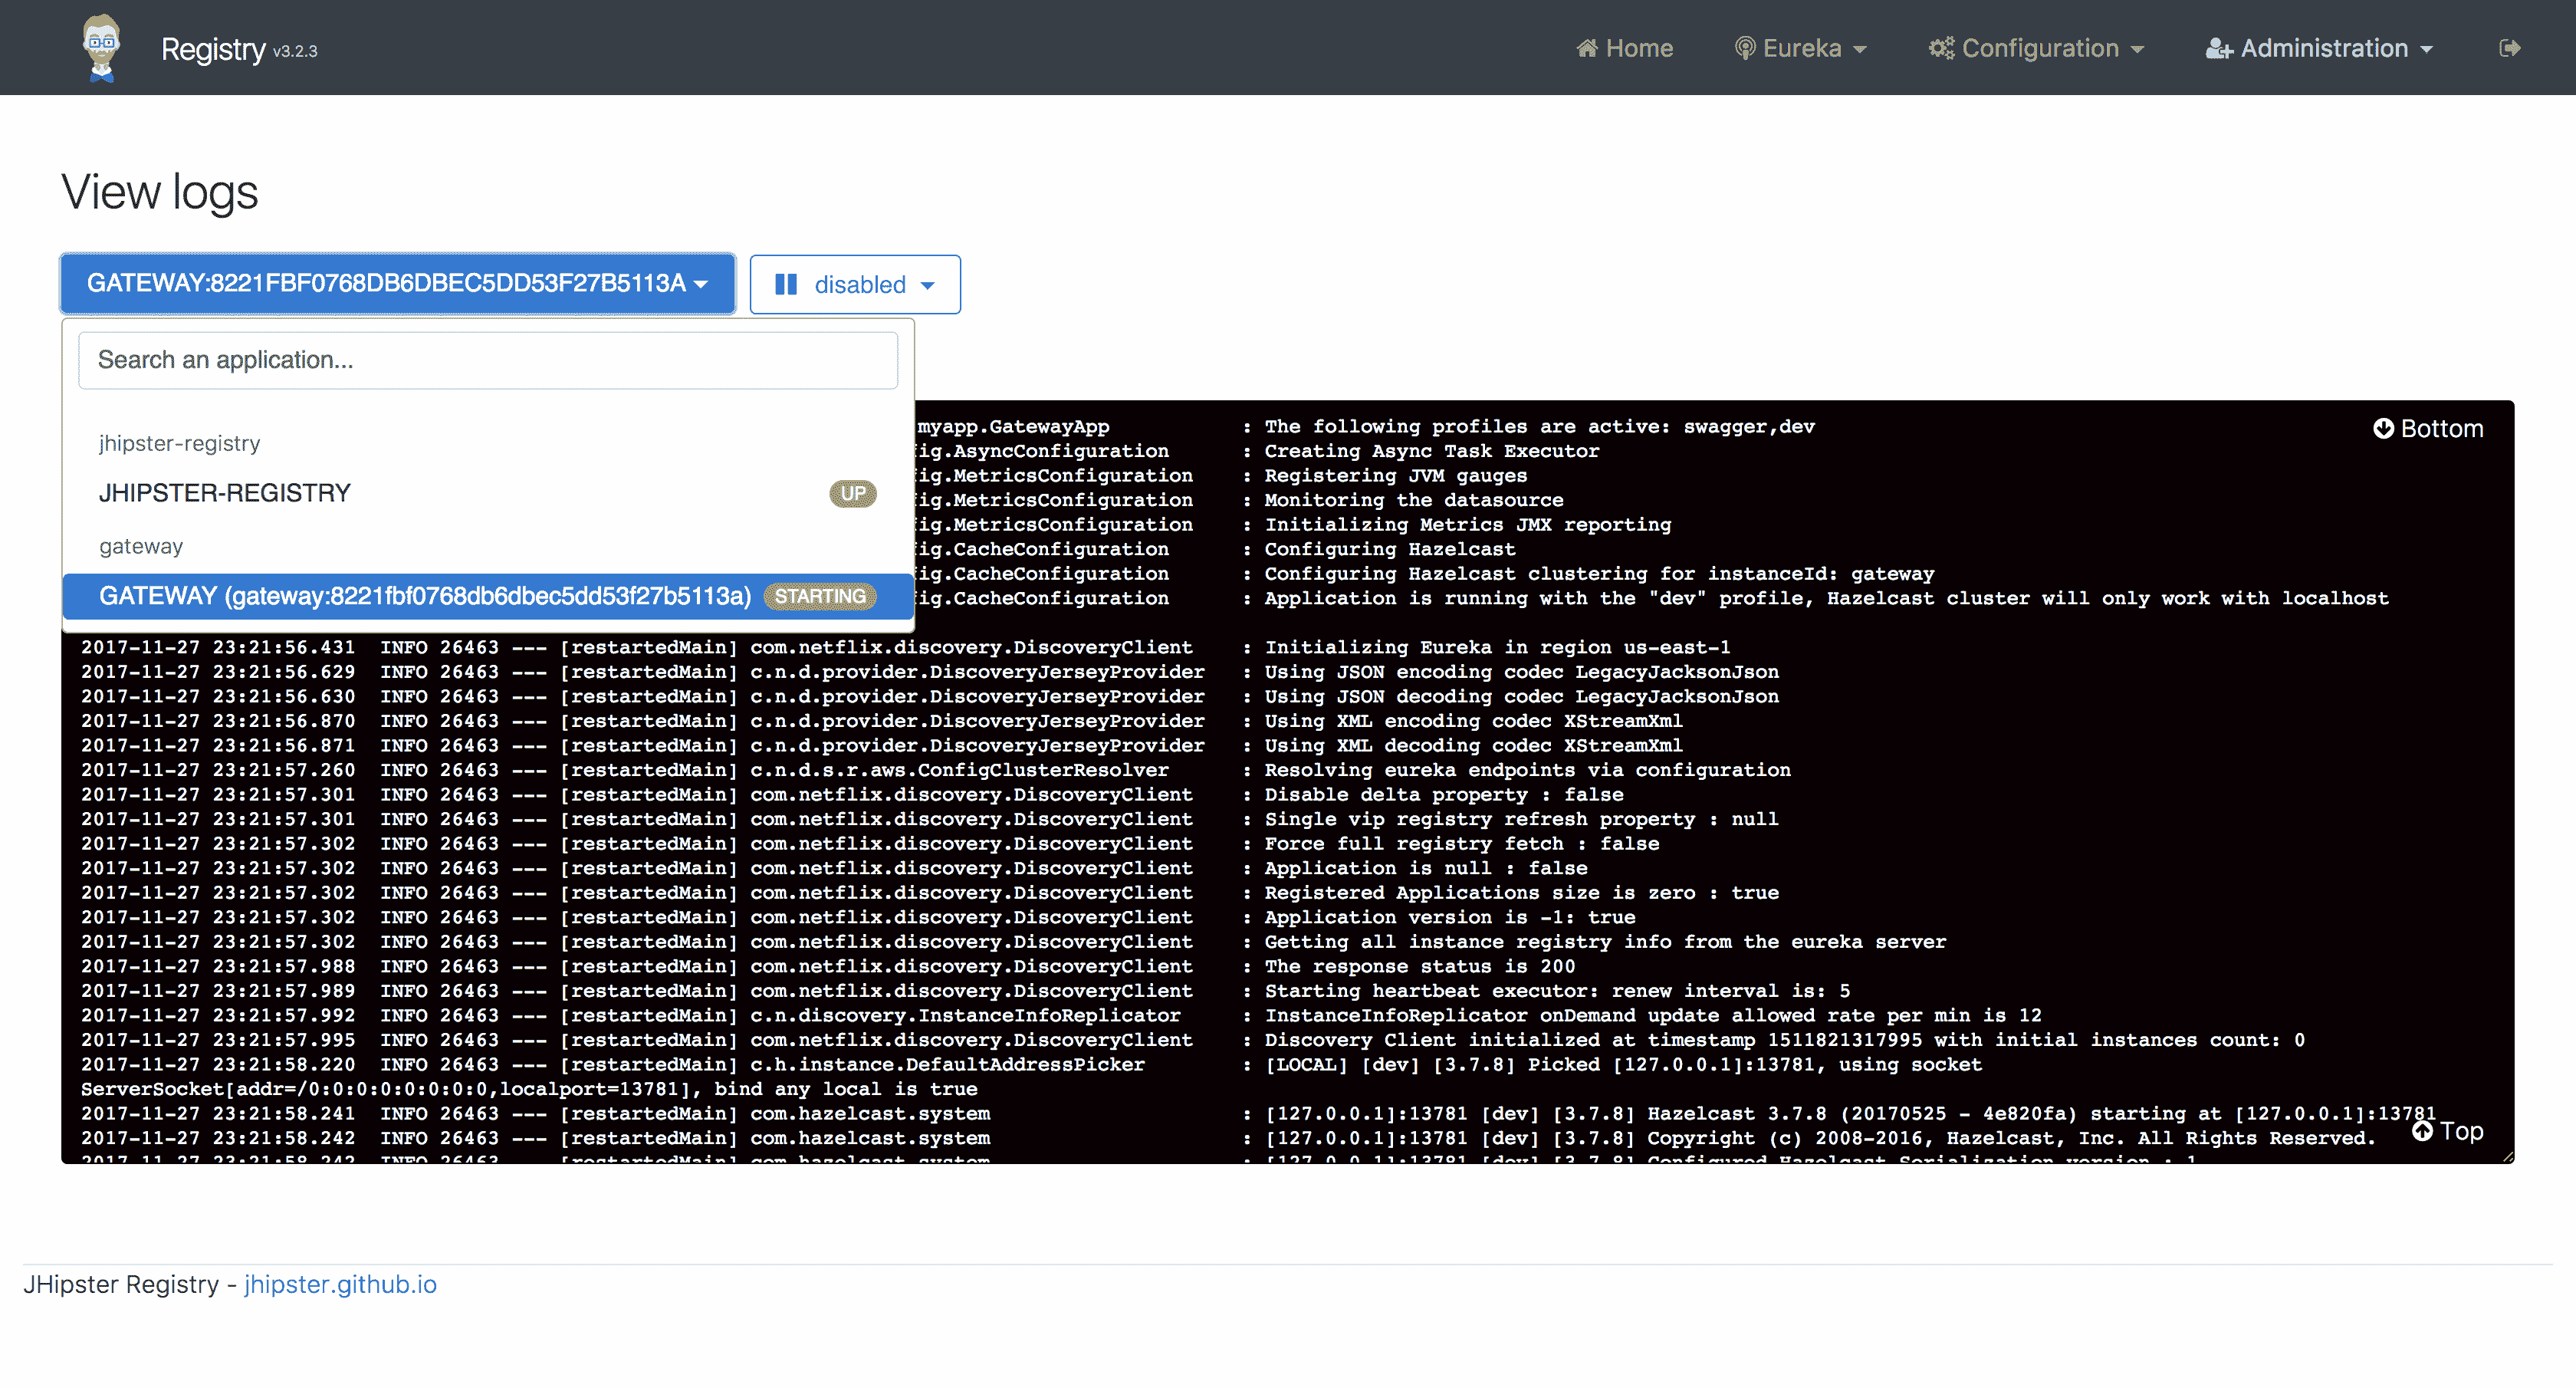 Registry v3.2.3
Home
Eureka
Configuration
Administration
View logs
GATEWAY:8221FBF0768DB6DBEC5DD53F27B5113A
disabled
Search an application...
jhipster-registry
JHIPSTER-REGISTRY UP
gateway
GATEWAY (gateway:8221fbf0768db6dbec5dd53f27b5113a) STARTING
Bottom
myapp.GatewayApp : The following profiles are active: swagger,dev
ig.AsyncConfiguration : Creating Async Task Executor
ig.MetricsConfiguration : Registering JVM gauges
ig.MetricsConfiguration : Monitoring the datasource
ig.MetricsConfiguration : Initializing Metrics JMX reporting
ig.CacheConfiguration : Configuring Hazelcast
ig.CacheConfiguration : Configuring Hazelcast clustering for instanceId: gateway
ig.CacheConfiguration : Application is running with the "dev" profile, Hazelcast cluster will only work with localhost
2017-11-27 23:21:56.431 INFO 26463 --- [restartedMain] com.netflix.discovery.DiscoveryClient : Initializing Eureka in region us-east-1
2017-11-27 23:21:56.629 INFO 26463 --- [restartedMain] c.n.d.provider.DiscoveryJerseyProvider : Using JSON encoding codec LegacyJacksonJson
2017-11-27 23:21:56.630 INFO 26463 --- [restartedMain] c.n.d.provider.DiscoveryJerseyProvider : Using JSON decoding codec LegacyJacksonJson
2017-11-27 23:21:56.870 INFO 26463 --- [restartedMain] c.n.d.provider.DiscoveryJerseyProvider : Using XML encoding codec XStreamXml
2017-11-27 23:21:56.871 INFO 26463 --- [restartedMain] c.n.d.provider.DiscoveryJerseyProvider : Using XML decoding codec XStreamXml
2017-11-27 23:21:57.260 INFO 26463 --- [restartedMain] c.n.d.s.r.aws.ConfigClusterResolver : Resolving eureka endpoints via configuration
2017-11-27 23:21:57.301 INFO 26463 --- [restartedMain] com.netflix.discovery.DiscoveryClient : Disable delta property : false
2017-11-27 23:21:57.301 INFO 26463 --- [restartedMain] com.netflix.discovery.DiscoveryClient : Single vip registry refresh property : null
2017-11-27 23:21:57.302 INFO 26463 --- [restartedMain] com.netflix.discovery.DiscoveryClient : Force full registry fetch : false
2017-11-27 23:21:57.302 INFO 26463 --- [restartedMain] com.netflix.discovery.DiscoveryClient : Application is null : false
2017-11-27 23:21:57.302 INFO 26463 --- [restartedMain] com.netflix.discovery.DiscoveryClient : Registered Applications size is zero : true
2017-11-27 23:21:57.302 INFO 26463 --- [restartedMain] com.netflix.discovery.DiscoveryClient : Application version is -1: true
2017-11-27 23:21:57.302 INFO 26463 --- [restartedMain] com.netflix.discovery.DiscoveryClient : Getting all instance registry info from the eureka server
2017-11-27 23:21:57.988 INFO 26463 --- [restartedMain] com.netflix.discovery.DiscoveryClient : The response status is 200
2017-11-27 23:21:57.989 INFO 26463 --- [restartedMain] com.netflix.discovery.DiscoveryClient : Starting heartbeat executor: renew interval is: 5
2017-11-27 23:21:57.992 INFO 26463 --- [restartedMain] c.n.discovery.InstanceInfoReplicator : InstanceInfoReplicator onDemand update allowed rate per min is 12
2017-11-27 23:21:57.995 INFO 26463 --- [restartedMain] com.netflix.discovery.DiscoveryClient : Discovery Client initialized at timestamp 1511821317995 with initial instances count: 0
2017-11-27 23:21:58.220 INFO 26463 --- [restartedMain] c.h.instance.DefaultAddressPicker : [LOCAL] [dev] [3.7.8] Picked [127.0.0.1]:13781, using socket
ServerSocket[addr=/0:0:0:0:0:0:0:0,localport=13781], bind any local is true
2017-11-27 23:21:58.241 INFO 26463 --- [restartedMain] com.hazelcast.system : [127.0.0.1]:13781 [dev] [3.7.8] Hazelcast 3.7.8 (20170525 - 4e820fa) starting at [127.0.0.1]:13781
2017-11-27 23:21:58.242 INFO 26463 --- [restartedMain] com.hazelcast.system : [127.0.0.1]:13781 [dev] [3.7.8] Copyright (c) 2008-2016, Hazelcast, Inc. All Rights Reserved.
2017-11-27 23:21:58.242 INFO 26463 --- [restartedMain] com.hazelcast.system : [127.0.0.1]:13781 [dev] [3.7.8] Configured Hazelcast Serialization version : 1
Top
JHipster Registry - jhipster.github.io